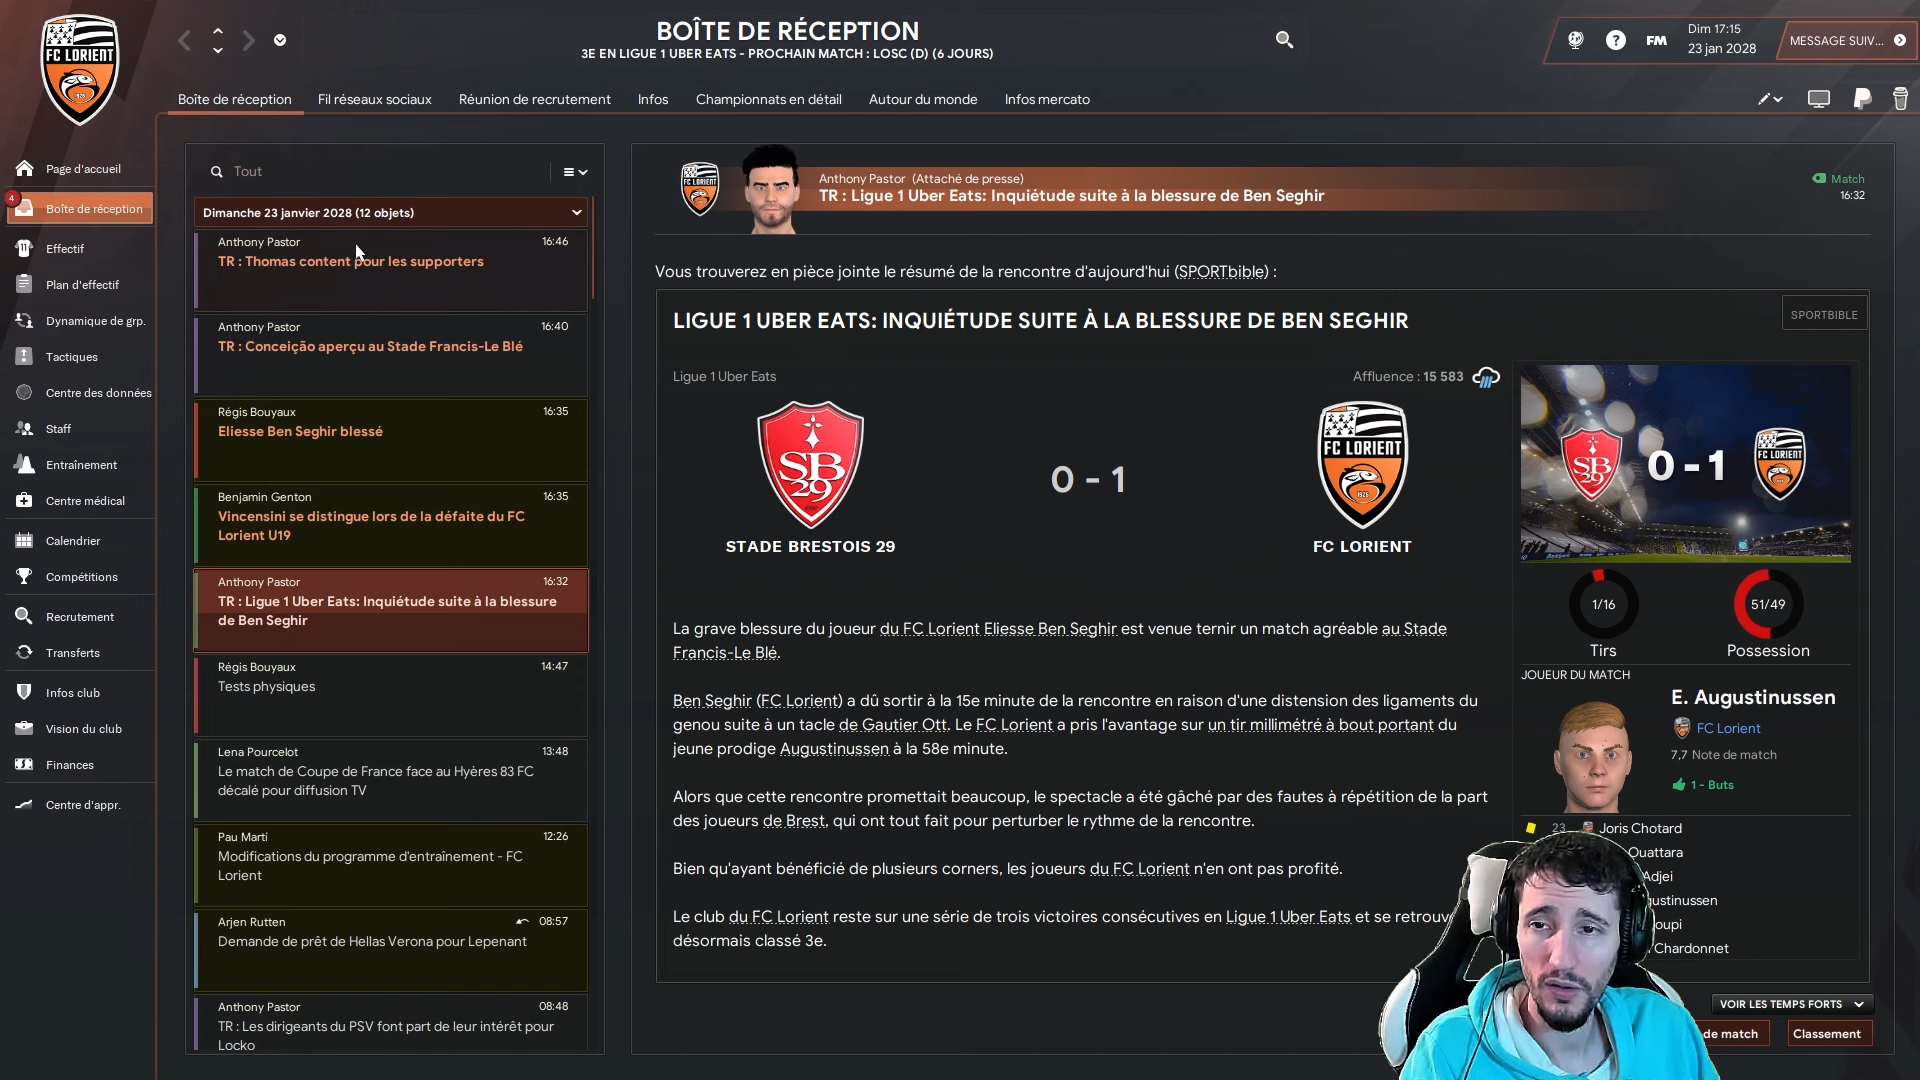 FC LORIENT
BOÎTE DE RÉCEPTION
3E EN LIGUE 1 UBER EATS - PROCHAIN MATCH : LOSC (D) (6 JOURS)
FM
Dim 17:15
23 jan 2028
MESSAGE SUIV...
Boîte de réception
Fil réseaux sociaux
Réunion de recrutement
Infos
Championnats en détail
Autour du monde
Infos mercato
Page d'accueil
4
Boîte de réception
Effectif
Plan d'effectif
Dynamique de grp.
Tactiques
Centre des données
Staff
Entraînement
Centre médical
Calendrier
Compétitions
Recrutement
Transferts
Infos club
Vision du club
Finances
Centre d'appr.
Tout
Dimanche 23 janvier 2028 (12 objets)
Anthony Pastor 16:46
TR : Thomas content pour les supporters
Anthony Pastor 16:40
TR : Conceição aperçu au Stade Francis-Le Blé
Régis Bouyaux 16:35
Eliesse Ben Seghir blessé
Benjamin Genton 16:35
Vincensini se distingue lors de la défaite du FC
Lorient U19
Anthony Pastor 16:32
TR : Ligue 1 Uber Eats: Inquiétude suite à la blessure
de Ben Seghir
Régis Bouyaux 14:47
Tests physiques
Lena Pourcelot 13:48
Le match de Coupe de France face au Hyères 83 FC
décalé pour diffusion TV
Pau Martí 12:26
Modifications du programme d'entraînement - FC
Lorient
Arjen Rutten 08:57
Demande de prêt de Hellas Verona pour Lepenant
Anthony Pastor 08:48
TR : Les dirigeants du PSV font part de leur intérêt pour
Locko
FC LORIENT
Anthony Pastor (Attaché de presse)
TR : Ligue 1 Uber Eats: Inquiétude suite à la blessure de Ben Seghir
Match
16:32
Vous trouverez en pièce jointe le résumé de la rencontre d'aujourd'hui (SPORTbible) :
LIGUE 1 UBER EATS: INQUIÉTUDE SUITE À LA BLESSURE DE BEN SEGHIR
SPORTBIBLE
Ligue 1 Uber Eats
Affluence : 15 583
SB
29
0 - 1
FC LORIENT
1926
STADE BRESTOIS 29
FC LORIENT
La grave blessure du joueur du FC Lorient Eliesse Ben Seghir est venue ternir un match agréable au Stade
Francis-Le Blé.
Ben Seghir (FC Lorient) a dû sortir à la 15e minute de la rencontre en raison d'une distension des ligaments du
genou suite à un tacle de Gautier Ott. Le FC Lorient a pris l'avantage sur un tir millimétré à bout portant du
jeune prodige Augustinussen à la 58e minute.
Alors que cette rencontre promettait beaucoup, le spectacle a été gâché par des fautes à répétition de la part
des joueurs de Brest, qui ont tout fait pour perturber le rythme de la rencontre.
Bien qu'ayant bénéficié de plusieurs corners, les joueurs du FC Lorient n'en ont pas profité.
Le club du FC Lorient reste sur une série de trois victoires consécutives en Ligue 1 Uber Eats et se retrouv
désormais classé 3e.
SB
29
0 - 1
FC LORIENT
1/16
Tirs
51/49
Possession
JOUEUR DU MATCH
E. Augustinussen
FC Lorient
7,7 Note de match
1 - Buts
23 Joris Chotard
Ouattara
Adjei
gustinussen
oupi
Chardonnet
VOIR LES TEMPS FORTS
de match
Classement